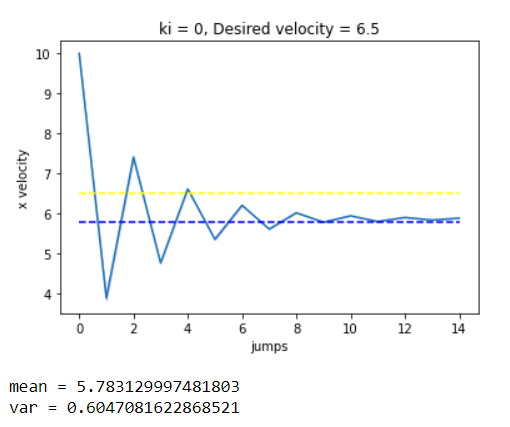 ki = 0, Desired velocity = 6.5
10
9
8
7
6
5
4
x velocity
0 2 4 6 8 10 12 14
jumps
mean = 5.783129997481803
var = 0.6047081622868521